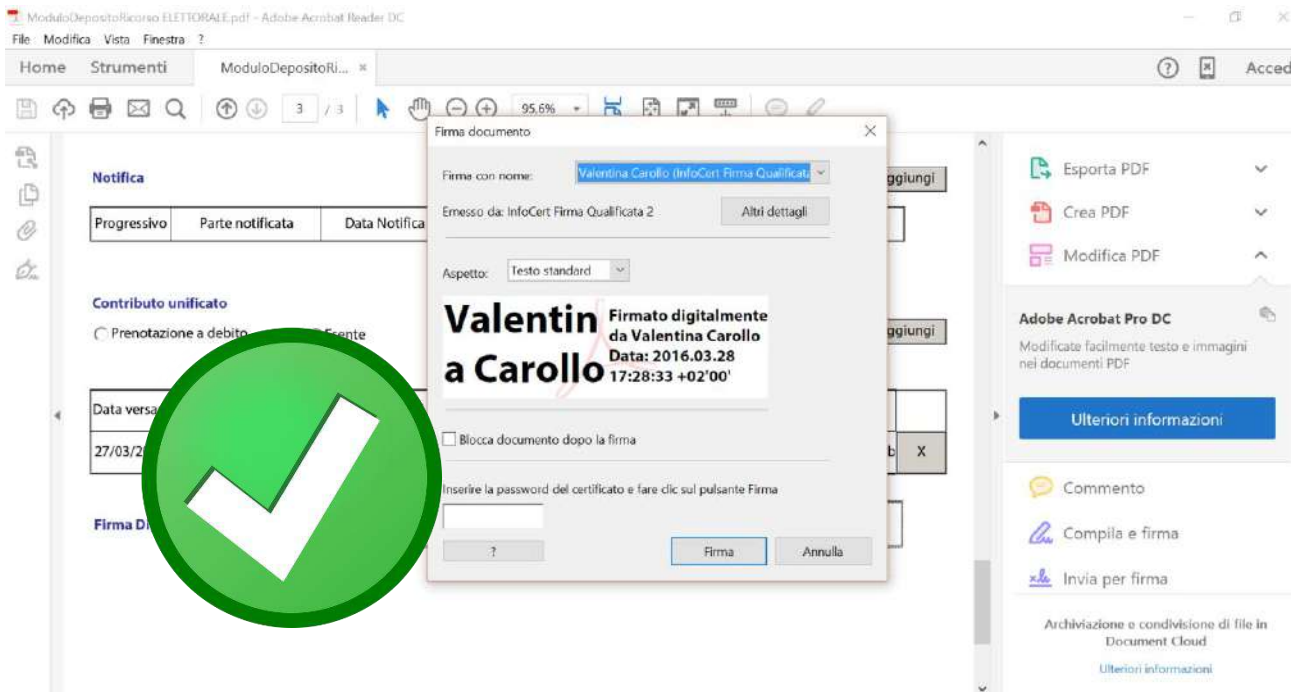 ModuloDepositoRicorso ELETTORALE.pdf - Adobe Acrobat Reader DC
File Modifica Vista Finestra ?
Home Strumenti ModuloDepositoRi... × ? Acced
3 / 3 95,6%
Firma documento
Notifica
Firma con nome: Valentina Carollo (InfoCert Firma Qualificata
ggiungi
Emesso da: InfoCert Firma Qualificata 2 Altri dettagli
Progressivo Parte notificata Data Notifica
Aspetto: Testo standard
Contributo unificato
Prenotazione a debito Esente
ggiungi
Valentin
a Carollo
Firmato digitalmente
da Valentina Carollo
Data: 2016.03.28
17:28:33 +02'00'
Data versa
Blocca documento dopo la firma
27/03/2 b X
Inserire la password del certificato e fare clic sul pulsante Firma
Firma Di
? Firma Annulla
Esporta PDF
Crea PDF
Modifica PDF
Adobe Acrobat Pro DC
Modificate facilmente testo e immagini
nei documenti PDF
Ulteriori informazioni
Commento
Compila e firma
Invia per firma
Archiviazione e condivisione di file in
Document Cloud
Ulteriori informazioni